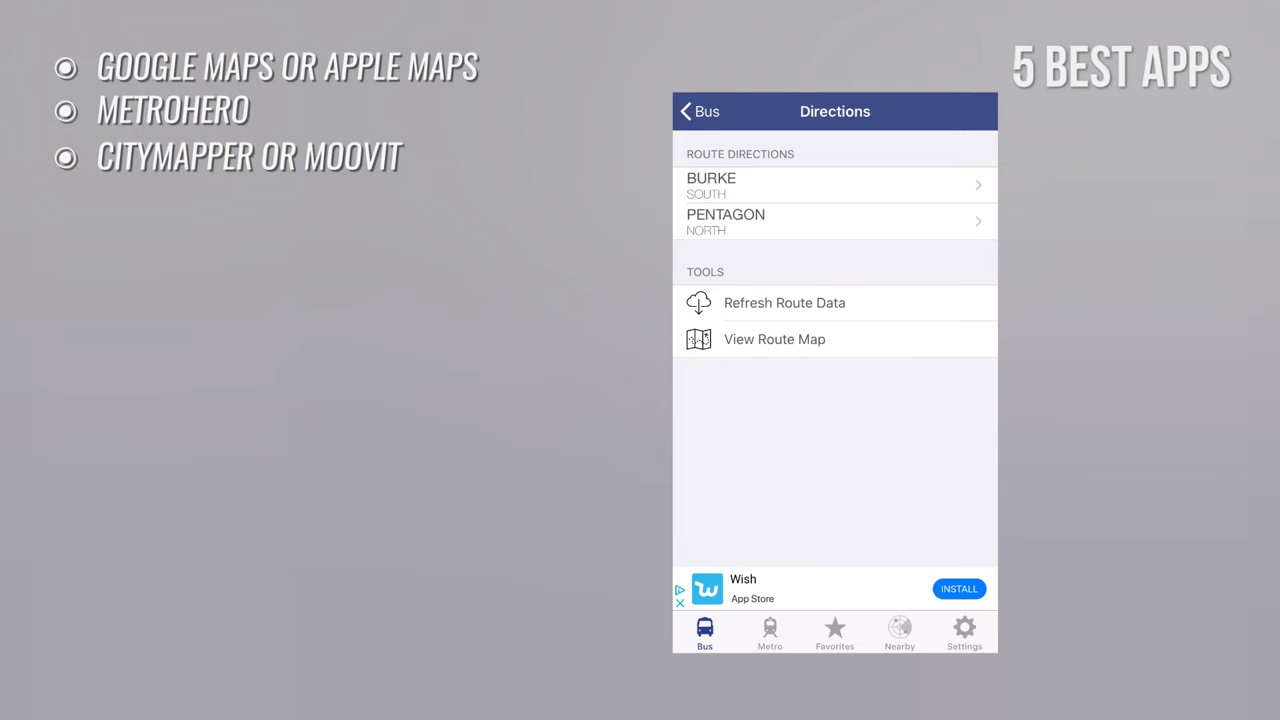 GOOGLE MAPS OR APPLE MAPS
METROHERO
CITYMAPPER OR MOOVIT
5 BEST APPS
Bus
Directions
ROUTE DIRECTIONS
BURKE
SOUTH
PENTAGON
NORTH
TOOLS
Refresh Route Data
View Route Map
Wish
App Store
INSTALL
Bus
Metro
Favorites
Nearby
Settings